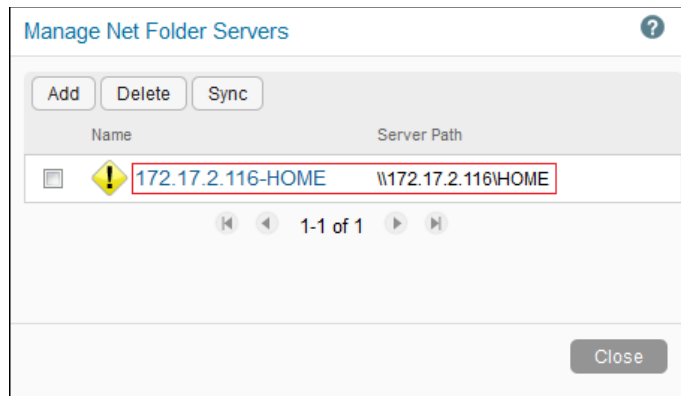 Manage Net Folder Servers ?
Add Delete Sync
Name Server Path
! 172.17.2.116-HOME \\172.17.2.116\HOME
1-1 of 1
Close